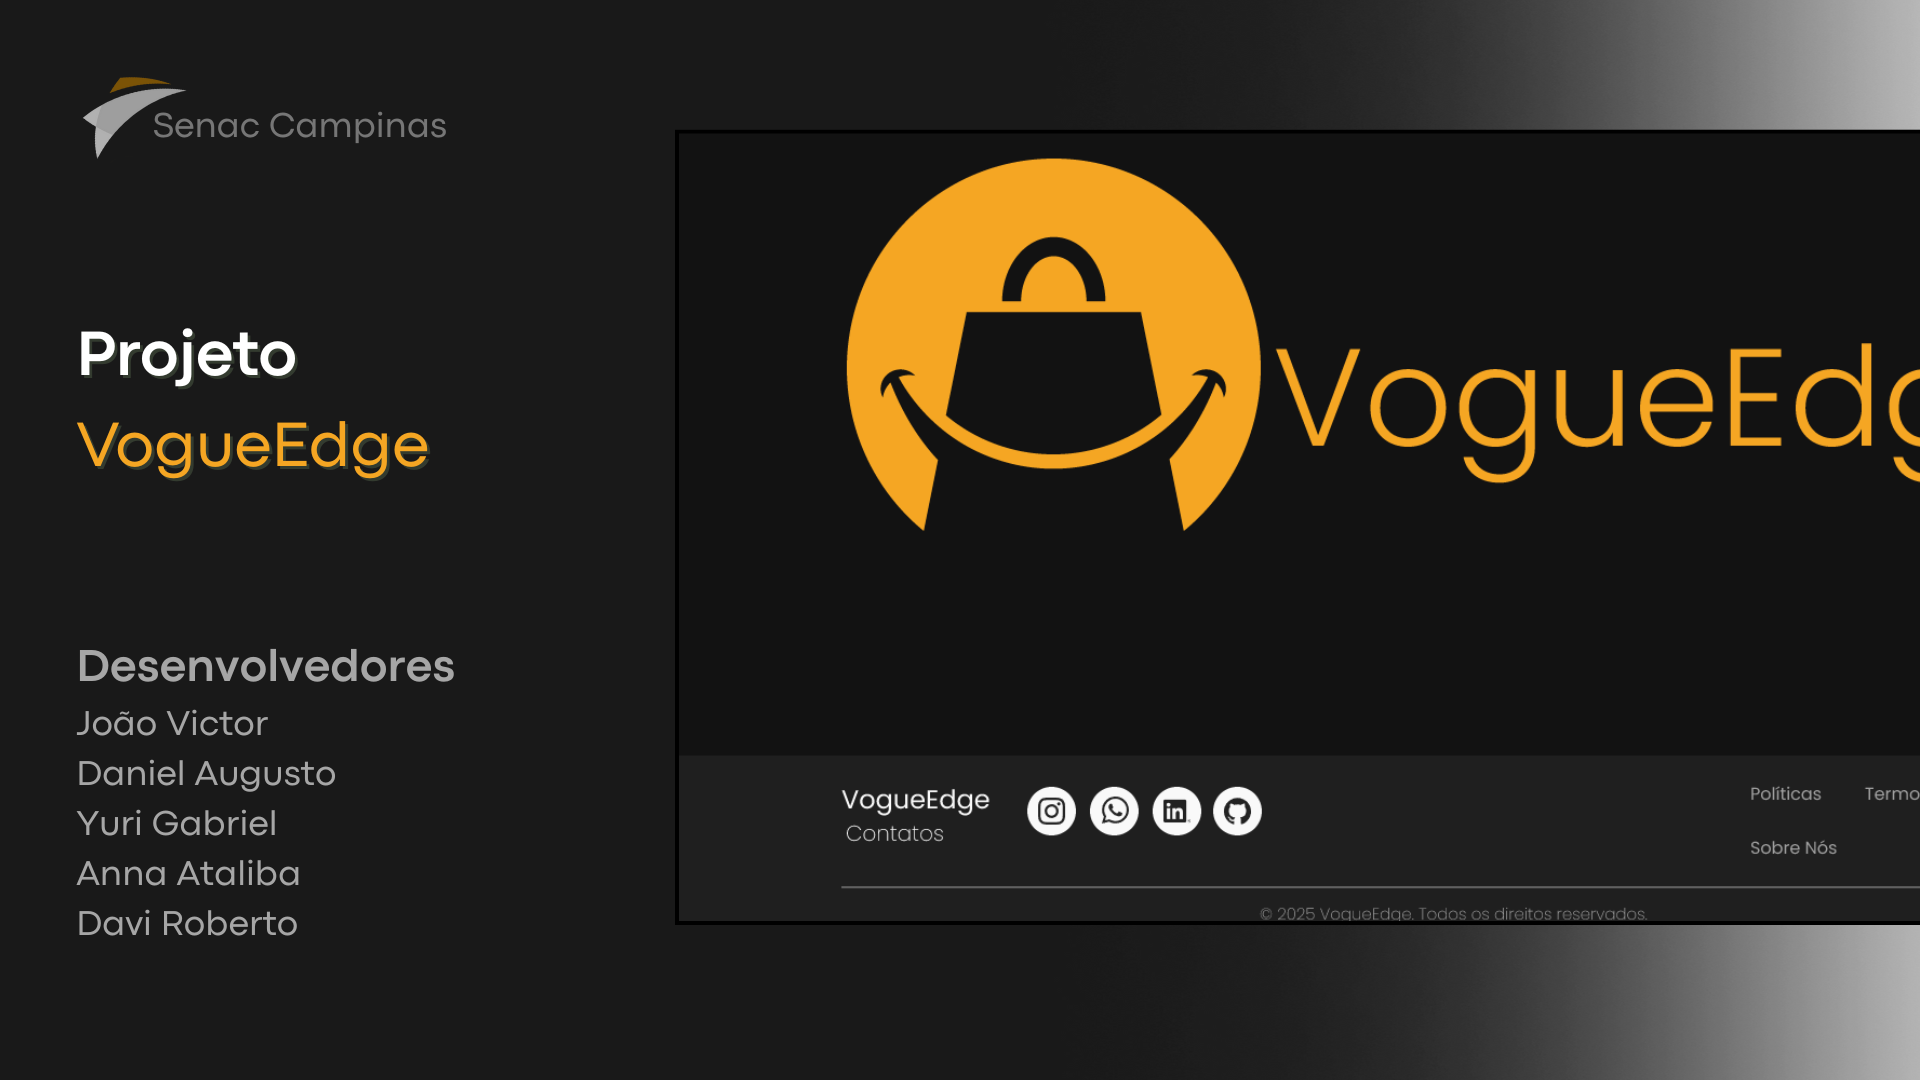 Senac Campinas
Projeto
VogueEdge
Desenvolvedores
João Victor
Daniel Augusto
Yuri Gabriel
Anna Ataliba
Davi Roberto
VogueEdg
VogueEdge
Contatos
Políticas Termo
Sobre Nós
© 2025 VogueEdge. Todos os direitos reservados.